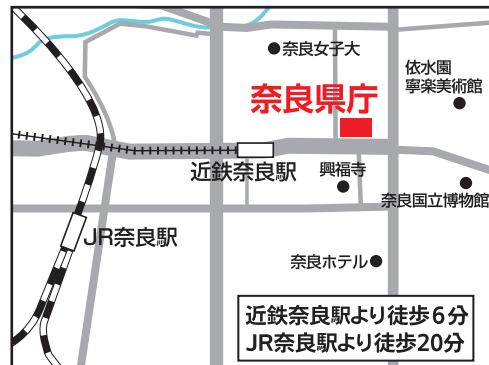 奈良女子大
依水園
寧楽美術館
奈良県庁
近鉄奈良駅
興福寺
奈良国立博物館
JR奈良駅
奈良ホテル
近鉄奈良駅より徒歩6分
JR奈良駅より徒歩20分